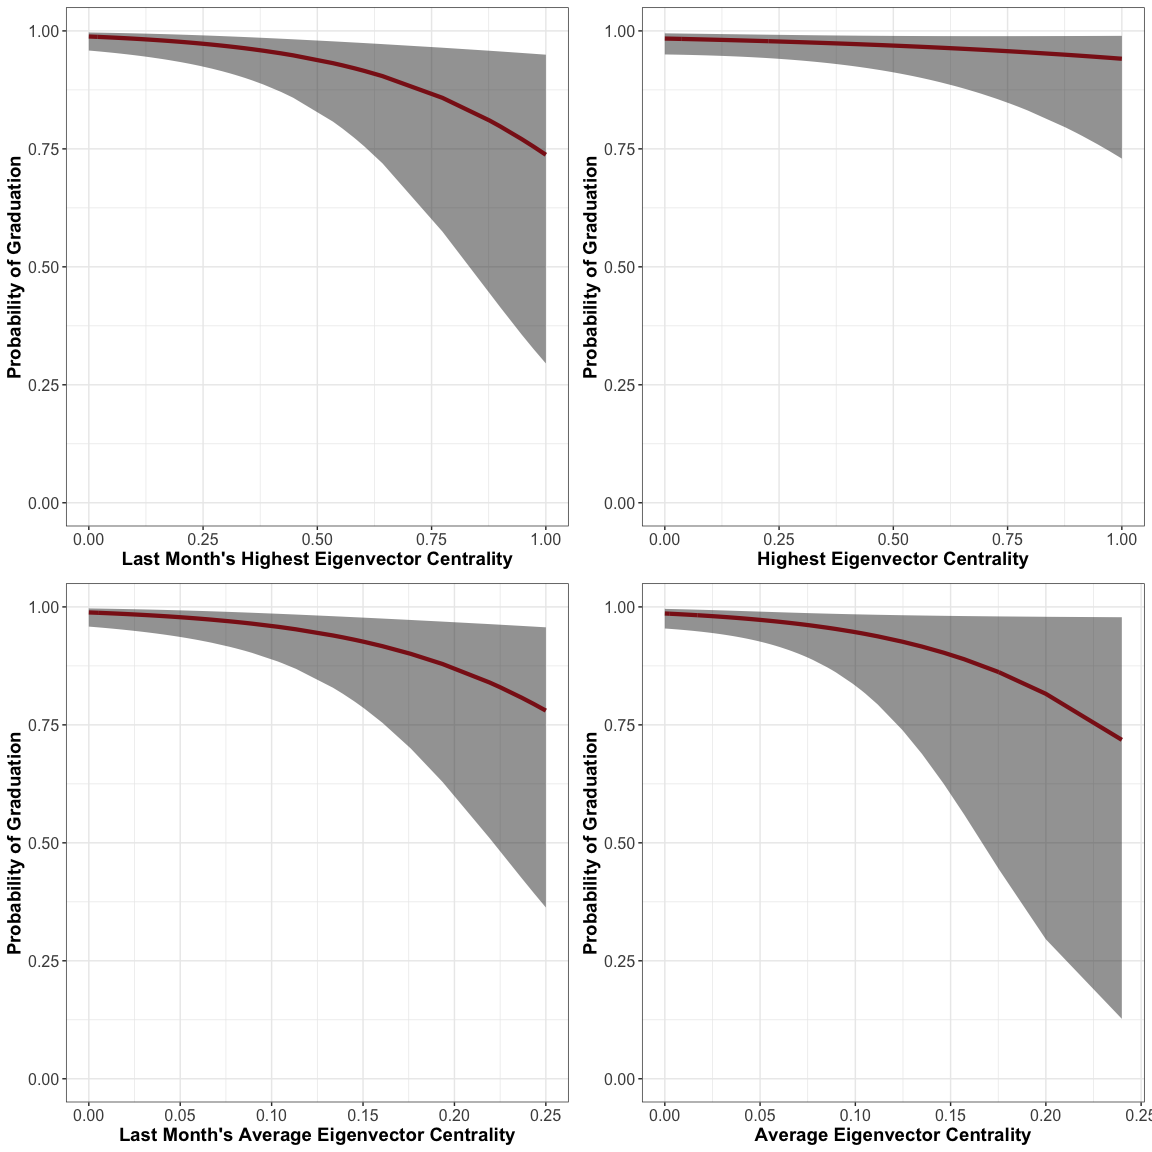 Probability of Graduation
1.00
0.75
0.50
0.25
0.00
0.00 0.25 0.50 0.75 1.00
Last Month's Highest Eigenvector Centrality
Probability of Graduation
1.00
0.75
0.50
0.25
0.00
0.00 0.25 0.50 0.75 1.00
Highest Eigenvector Centrality
Probability of Graduation
1.00
0.75
0.50
0.25
0.00
0.00 0.05 0.10 0.15 0.20 0.25
Last Month's Average Eigenvector Centrality
Probability of Graduation
1.00
0.75
0.50
0.25
0.00
0.00 0.05 0.10 0.15 0.20 0.25
Average Eigenvector Centrality